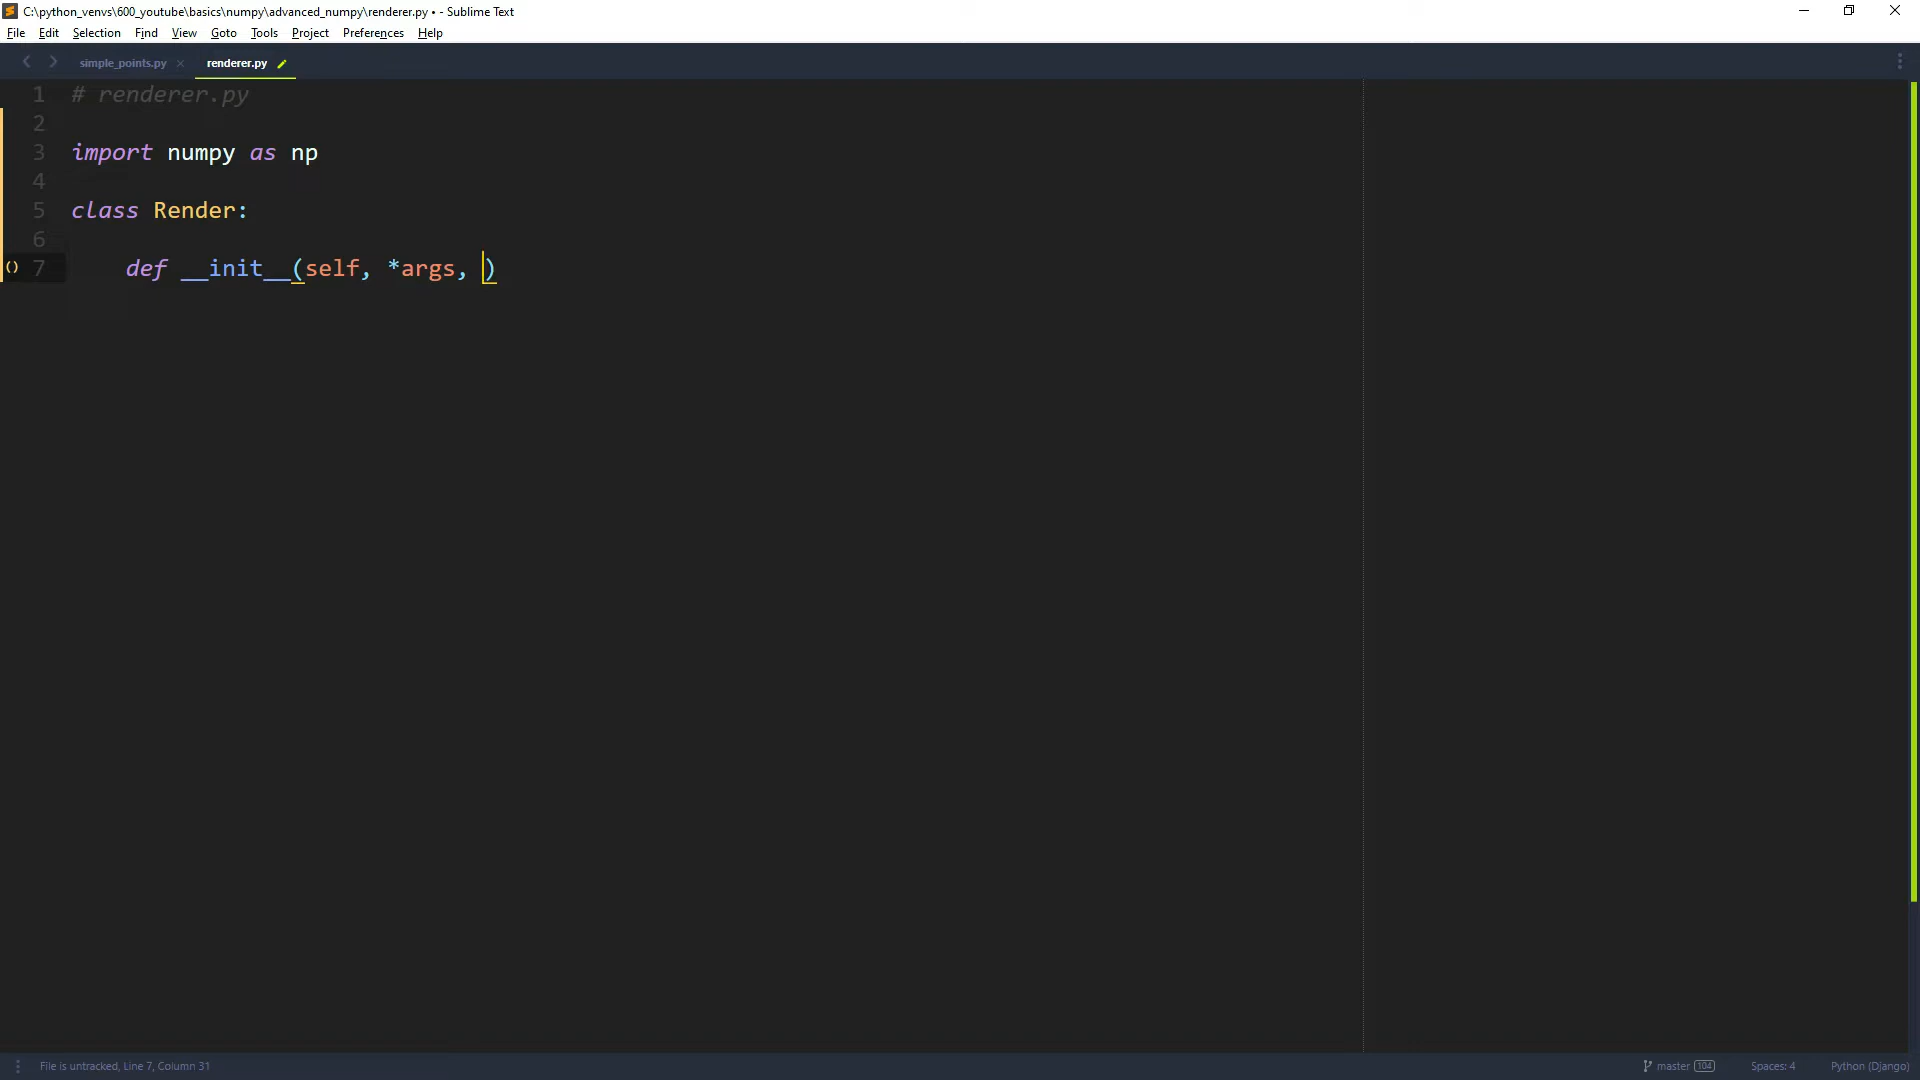 C:\python_venvs\600_youtube\basics\numpy\advanced_numpy\renderer.py • - Sublime Text
File Edit Selection Find View Goto Tools Project Preferences Help
simple_points.py × renderer.py
1 # renderer.py
2
3 import numpy as np
4
5 class Render:
6
() 7 def __init__(self, *args, )
File is untracked, Line 7, Column 31 master 104 Spaces: 4 Python (Django)